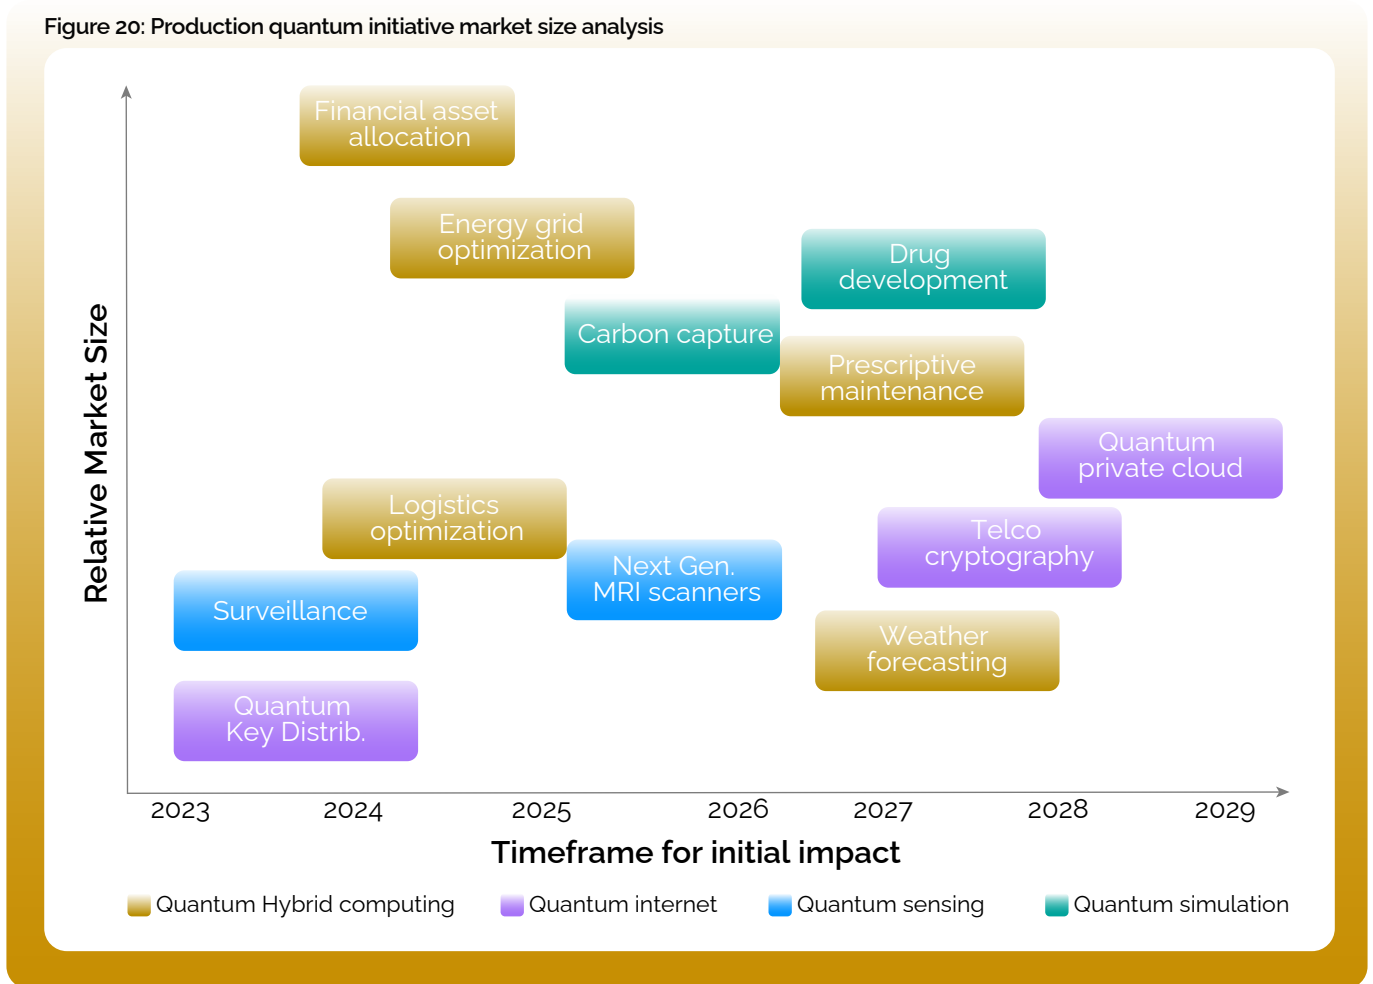 Figure 20: Production quantum initiative market size analysis
Relative Market Size
Financial asset
allocation
Energy grid
optimization
Drug
development
Carbon capture
Prescriptive
maintenance
Quantum
private cloud
Logistics
optimization
Telco
cryptography
Next Gen.
MRI scanners
Surveillance
Weather
forecasting
Quantum
Key Distrib.
2023 2024 2025 2026 2027 2028 2029
Timeframe for initial impact
Quantum Hybrid computing Quantum internet Quantum sensing Quantum simulation